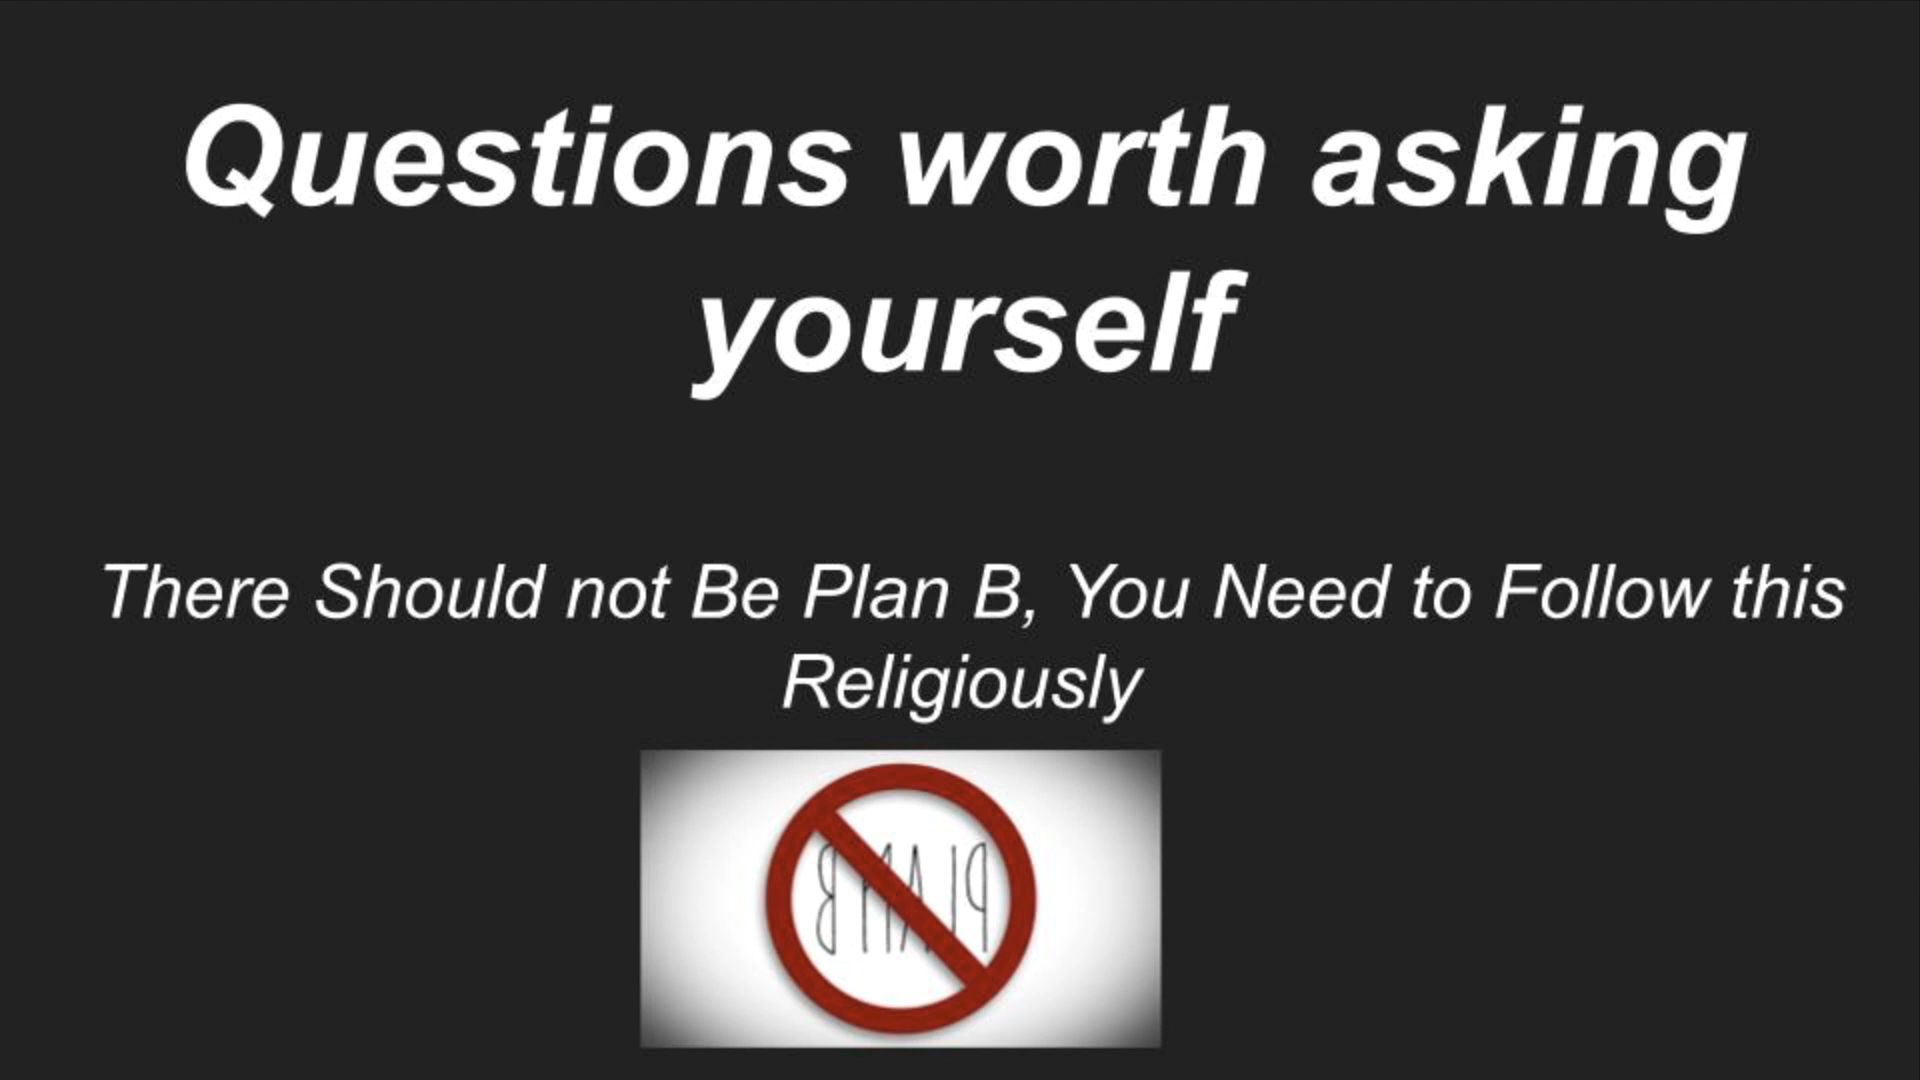 Questions worth asking
yourself
There Should not Be Plan B, You Need to Follow this
Religiously
PLAN B